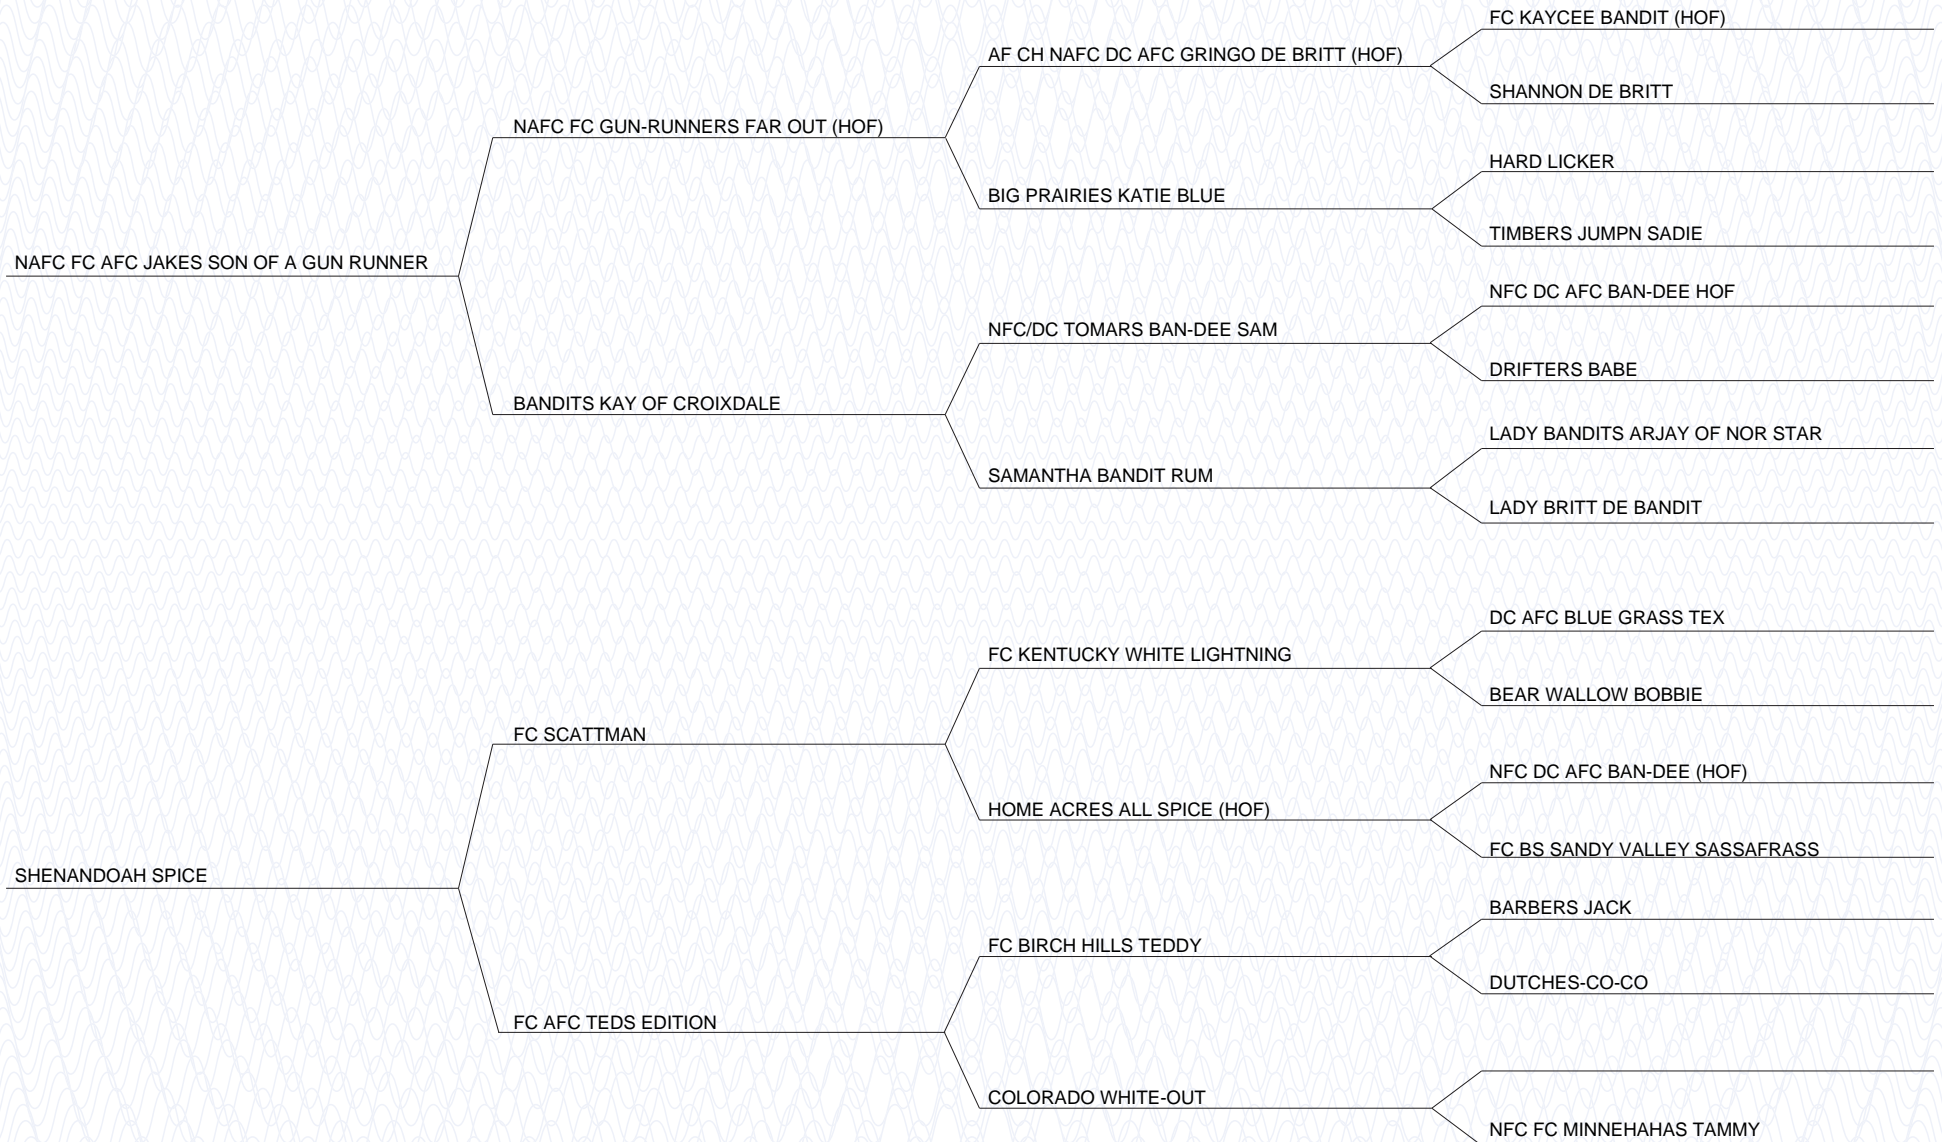 FC KAYCEE BANDIT (HOF)
AF CH NAFC DC AFC GRINGO DE BRITT (HOF)
SHANNON DE BRITT
NAFC FC GUN-RUNNERS FAR OUT (HOF)
HARD LICKER
BIG PRAIRIES KATIE BLUE
TIMBERS JUMPN SADIE
NAFC FC AFC JAKES SON OF A GUN RUNNER
NFC DC AFC BAN-DEE HOF
NFC/DC TOMARS BAN-DEE SAM
DRIFTERS BABE
BANDITS KAY OF CROIXDALE
LADY BANDITS ARJAY OF NOR STAR
SAMANTHA BANDIT RUM
LADY BRITT DE BANDIT
DC AFC BLUE GRASS TEX
FC KENTUCKY WHITE LIGHTNING
BEAR WALLOW BOBBIE
FC SCATTMAN
NFC DC AFC BAN-DEE (HOF)
HOME ACRES ALL SPICE (HOF)
FC BS SANDY VALLEY SASSAFRASS
SHENANDOAH SPICE
BARBERS JACK
FC BIRCH HILLS TEDDY
DUTCHES-CO-CO
FC AFC TEDS EDITION
COLORADO WHITE-OUT
NFC FC MINNEHAHAS TAMMY